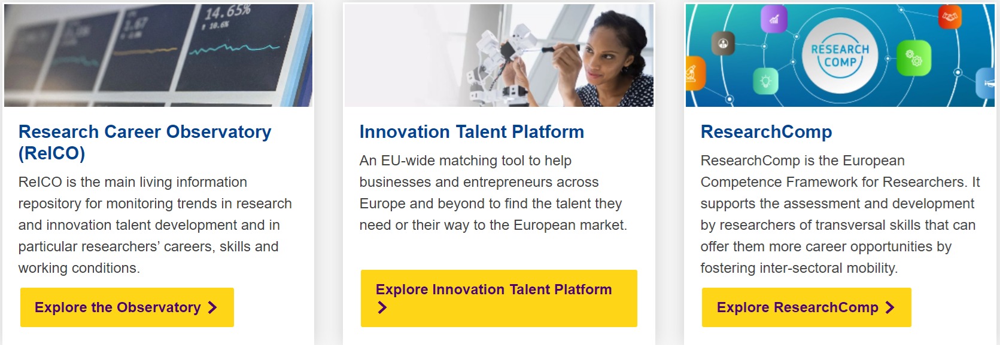 14.65%
10.6%
RESEARCH
COMP
Research Career Observatory
(ReICO)
ReICO is the main living information
repository for monitoring trends in research
and innovation talent development and in
particular researchers’ careers, skills and
working conditions.
Explore the Observatory
Innovation Talent Platform
An EU-wide matching tool to help
businesses and entrepreneurs across
Europe and beyond to find the talent they
need or their way to the European market.
Explore Innovation Talent Platform
ResearchComp
ResearchComp is the European
Competence Framework for Researchers. It
supports the assessment and development
by researchers of transversal skills that can
offer them more career opportunities by
fostering inter-sectoral mobility.
Explore ResearchComp